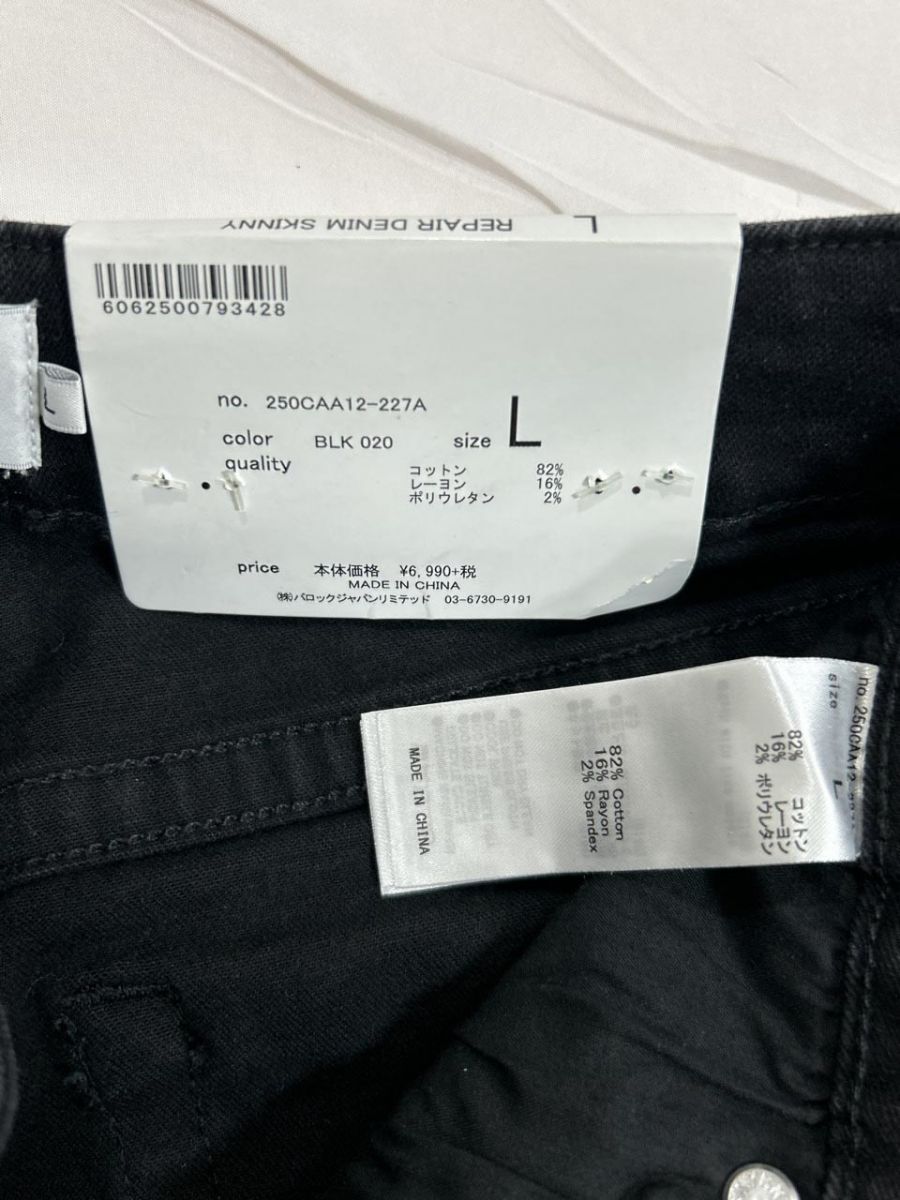 REPAIR DENIM SKINNY L
6062500793428
no. 250CAA12-227A
color BLK 020 size L
quality
コットン 82%
レーヨン 16%
ポリウレタン 2%
price 本体価格 ¥6,990+税
MADE IN CHINA
㈱バロックジャパンリミテッド 03-6730-9191
L
no. 250CAA12
size L
82% コットン
16% レーヨン
2% ポリウレタン
82% Cotton
16% Rayon
2% Spandex
MADE IN CHINA